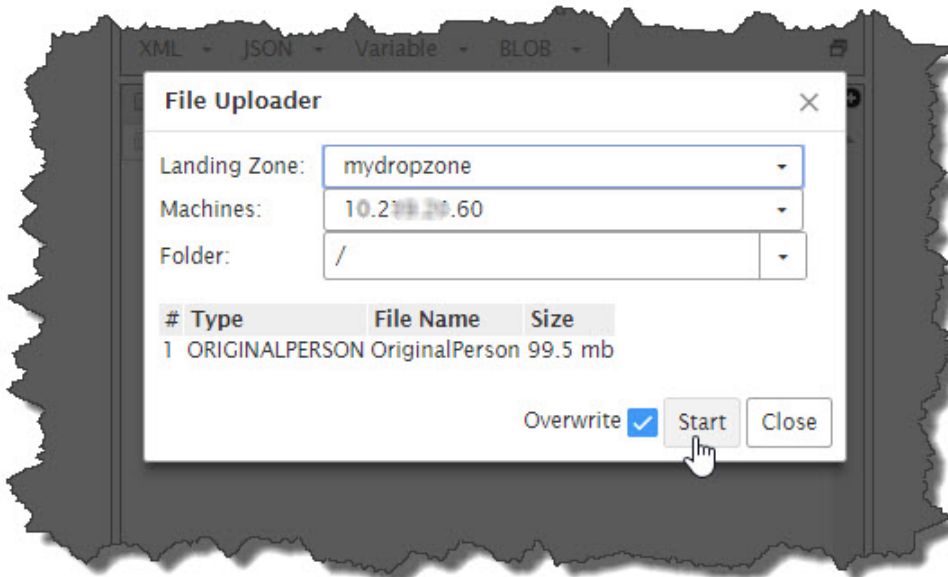 XML JSON Variable BLOB
File Uploader
Landing Zone: mydropzone
Machines: .60
Folder: /
# Type File Name Size
1 ORIGINALPERSON OriginalPerson 99.5 mb
Overwrite Start Close